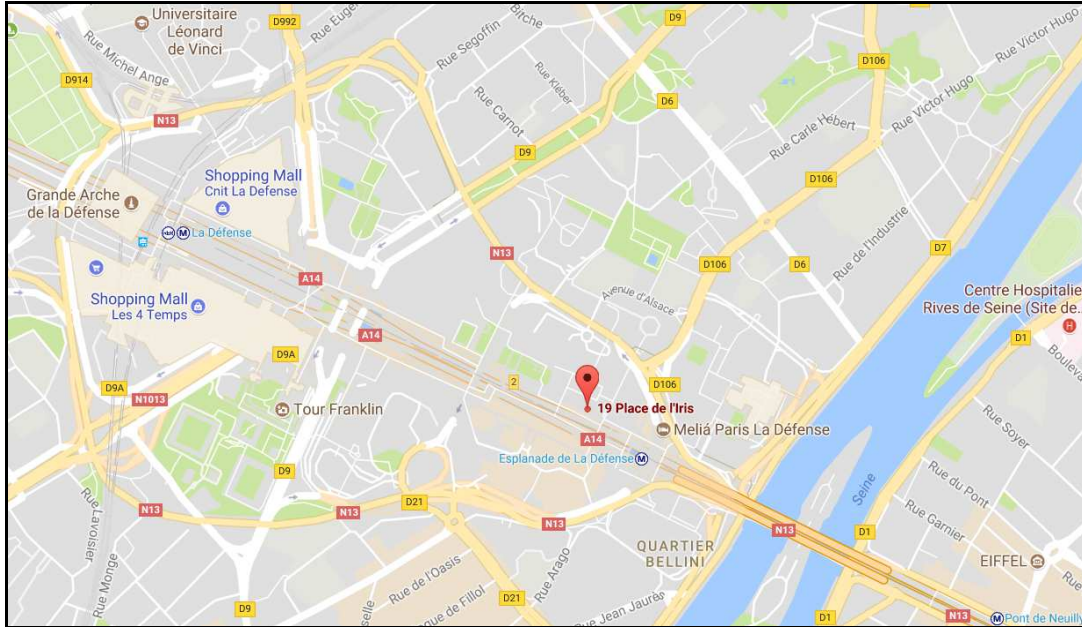 Universitaire
Léonard
de Vinci
D992
Rue Eugè
Bitche
D9
Rue Victor Hugo
Rue Segoffin
Rue Michel Ange
D914
Rue Kléber
D106
D6
Rue Victor Hugo
N13
Rue Carnot
Rue Carle Hébert
D9
Shopping Mall
Cnit La Defense
D106
Grande Arche
de la Défense
La Défense
Rue de l'Industrie
D7
N13
D106
D6
A14
Shopping Mall
Les 4 Temps
Avenue d'Alsace
Centre Hospitalie
Rives de Seine (Site de..
H
A14
D1
Bouleva
D9A
D9A
2
D106
N1013
Tour Franklin
19 Place de l'Iris
Meliá Paris La Défense
A14
Rue Soyer
Esplanade de La Défense
D9
Seine
Rue du Pont
Rue Lavoisier
N13
N13
D21
N13
N13
D1
Rue Garnier
QUARTIER
BELLINI
EIFFEL
Rue Monge
Rue de l'Oasis
Rue Arago
selle
que de Fillol
D9
D21
Rue Jean Jaurès
D1
N13
Pont de Neuilly